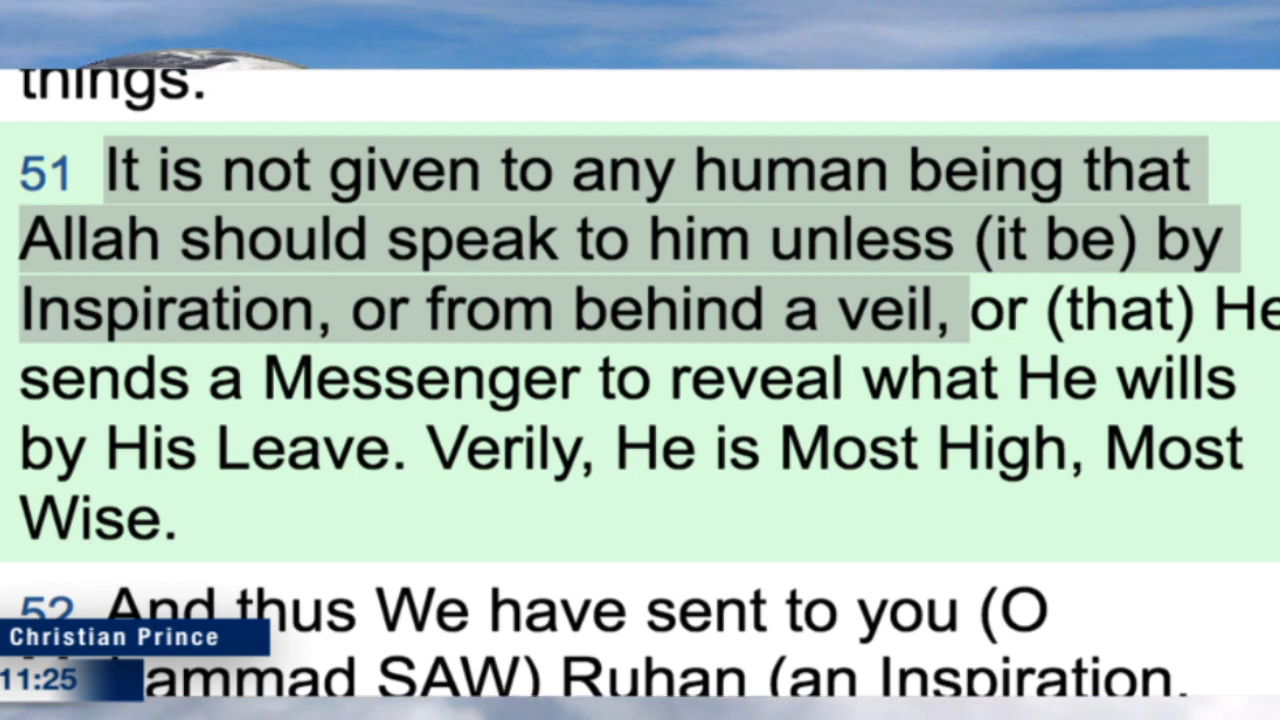 things.
51 It is not given to any human being that
Allah should speak to him unless (it be) by
Inspiration, or from behind a veil, or (that) He
sends a Messenger to reveal what He wills
by His Leave. Verily, He is Most High, Most
Wise.
52 And thus We have sent to you (O
ammad SAW) Ruhan (an Inspiration,
Christian Prince
11:25